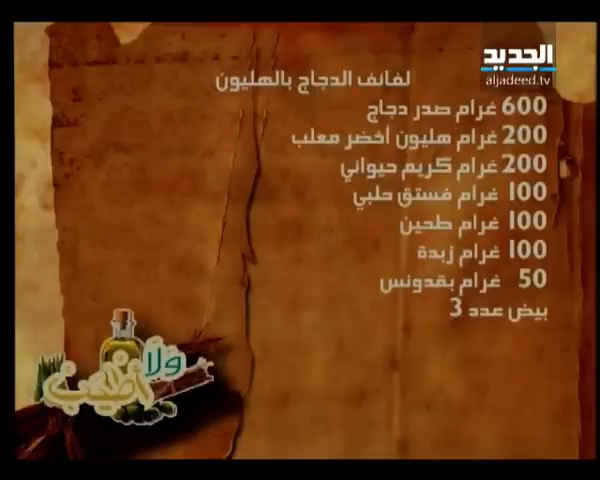 الجديد
aljadeed.tv
لفائف الدجاج بالهليون
600 غرام صدر دجاج
200 غرام هليون أخضر معلب
200 غرام كريم حيواني
100 غرام فستق حلبي
100 غرام طحين
100 غرام زبدة
50 غرام بقدونس
بيض عدد 3
ولا أطيب